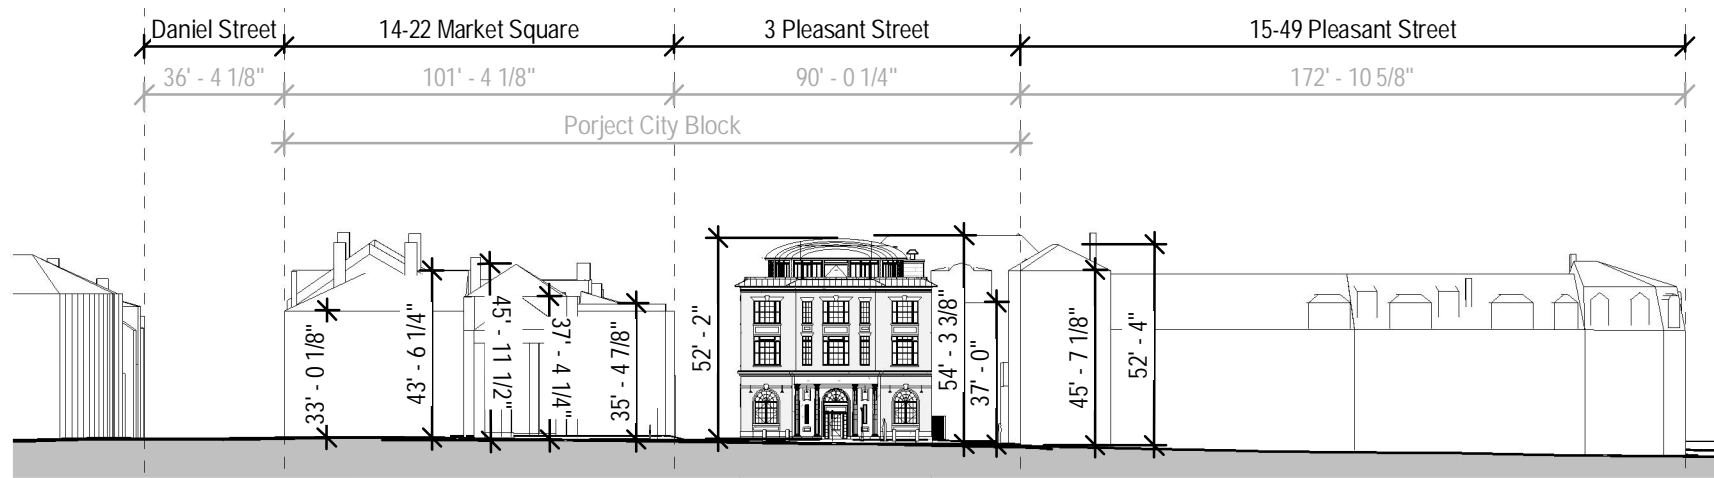 Daniel Street
14-22 Market Square
3 Pleasant Street
15-49 Pleasant Street
36' - 4 1/8"
101' - 4 1/8"
90' - 0 1/4"
172' - 10 5/8"
Porject City Block
33' - 0 1/8"
43' - 6 1/4"
45' - 11 1/2"
37' - 4 1/4"
35' - 4 7/8"
52' - 2"
54' - 3 3/8"
37' - 0"
45' - 7 1/8"
52' - 4"